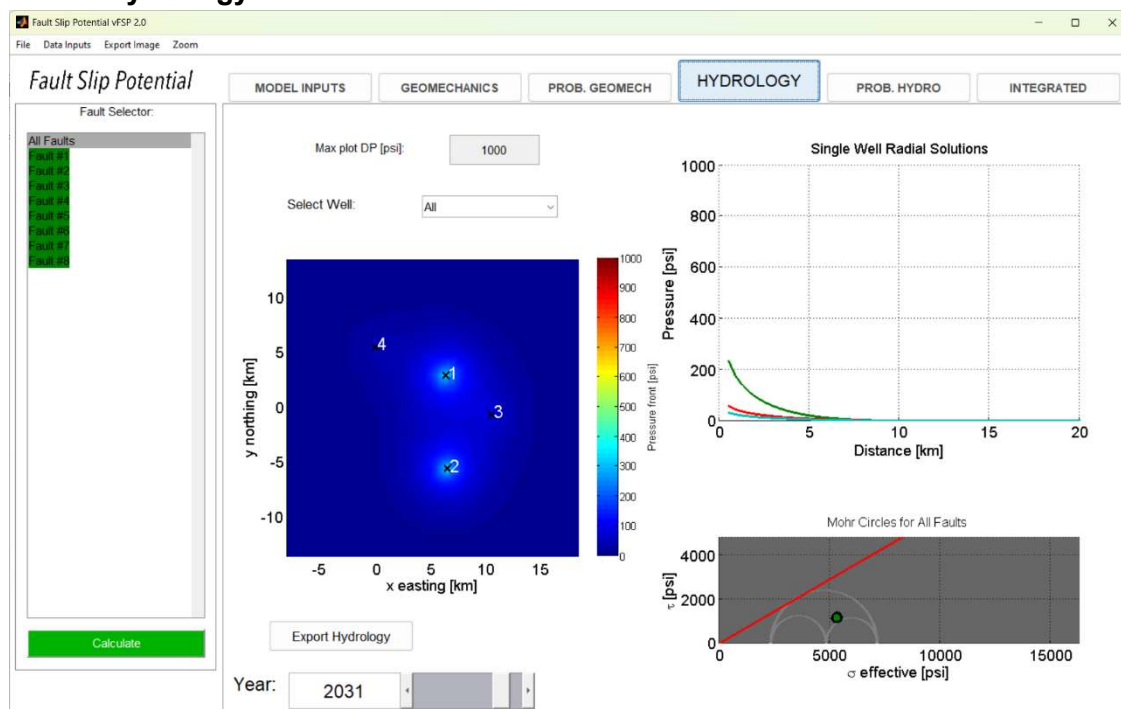 Fault Slip Potential vFSP 2.0
File Data Inputs Export Image Zoom
Fault Slip Potential
MODEL INPUTS GEOMECHANICS PROB. GEOMECH HYDROLOGY PROB. HYDRO INTEGRATED
Fault Selector:
All Faults
Fault #1
Fault #2
Fault #3
Fault #4
Fault #5
Fault #6
Fault #7
Fault #8
Calculate
Max plot DP [psi]: 1000
Select Well: All
10
5
0
-5
-10
y northing [km]
-5 0 5 10 15
x easting [km]
4
1
3
2
1000
900
800
700
600
500
400
300
200
100
0
Pressure front [psi]
Export Hydrology
Year: 2031
Single Well Radial Solutions
1000
800
600
400
200
0
Pressure [psi]
0 5 10 15 20
Distance [km]
Mohr Circles for All Faults
4000
2000
0
τ [psi]
0 5000 10000 15000
σ effective [psi]